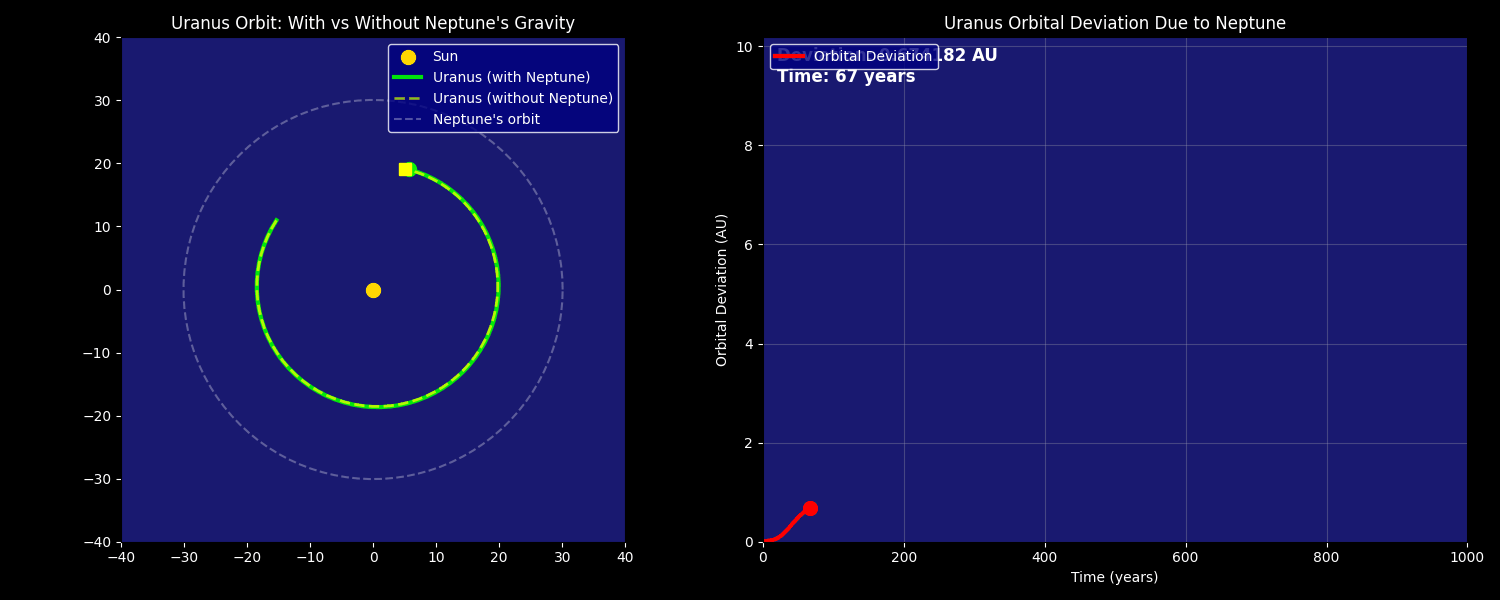 Uranus Orbit: With vs Without Neptune's Gravity
40
30
20
10
0
−10
−20
−30
−40
−40
−30
−20
−10
0
10
20
30
40
Sun
Uranus (with Neptune)
Uranus (without Neptune)
Neptune's orbit
Uranus Orbital Deviation Due to Neptune
Orbital Deviation (AU)
10
8
6
4
2
0
Deviation: 182 AU
Orbital Deviation
Time: 67 years
0
200
400
600
800
1000
Time (years)